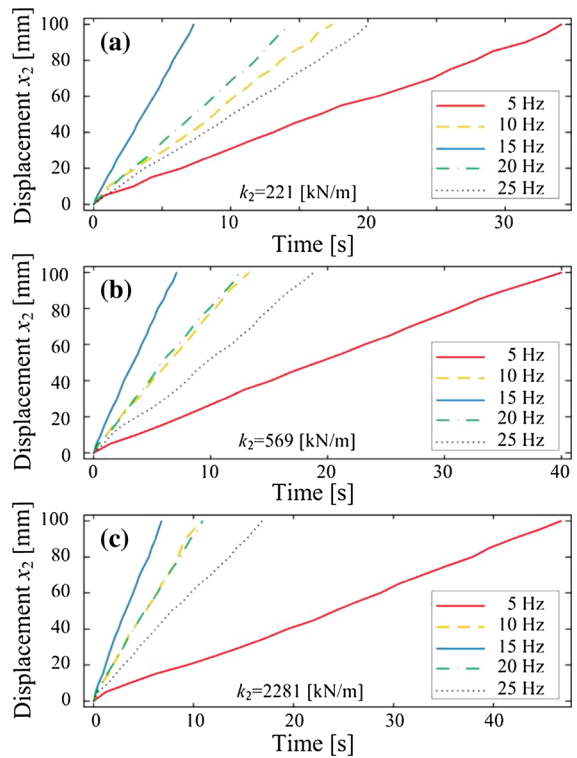 (a)
Displacement x₂ [mm]
100
80
60
40
20
0
5 Hz
10 Hz
15 Hz
20 Hz
25 Hz
k₂=221 [kN/m]
0 10 20 30
Time [s]
(b)
Displacement x₂ [mm]
100
80
60
40
20
0
5 Hz
10 Hz
15 Hz
20 Hz
25 Hz
k₂=569 [kN/m]
0 10 20 30 40
Time [s]
(c)
Displacement x₂ [mm]
100
80
60
40
20
0
5 Hz
10 Hz
15 Hz
20 Hz
25 Hz
k₂=2281 [kN/m]
0 10 20 30 40
Time [s]